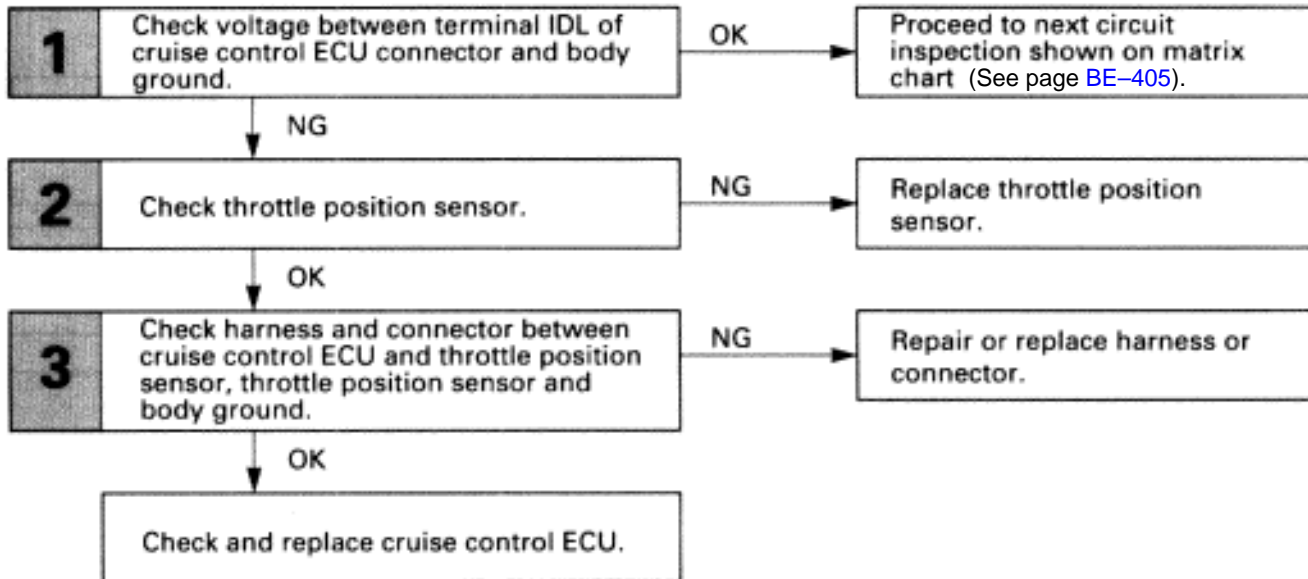 1
Check voltage between terminal IDL of
cruise control ECU connector and body
ground.
OK
Proceed to next circuit
inspection shown on matrix
chart (See page BE–405).
NG
2
Check throttle position sensor.
NG
Replace throttle position
sensor.
OK
3
Check harness and connector between
cruise control ECU and throttle position
sensor, throttle position sensor and
body ground.
NG
Repair or replace harness or
connector.
OK
Check and replace cruise control ECU.